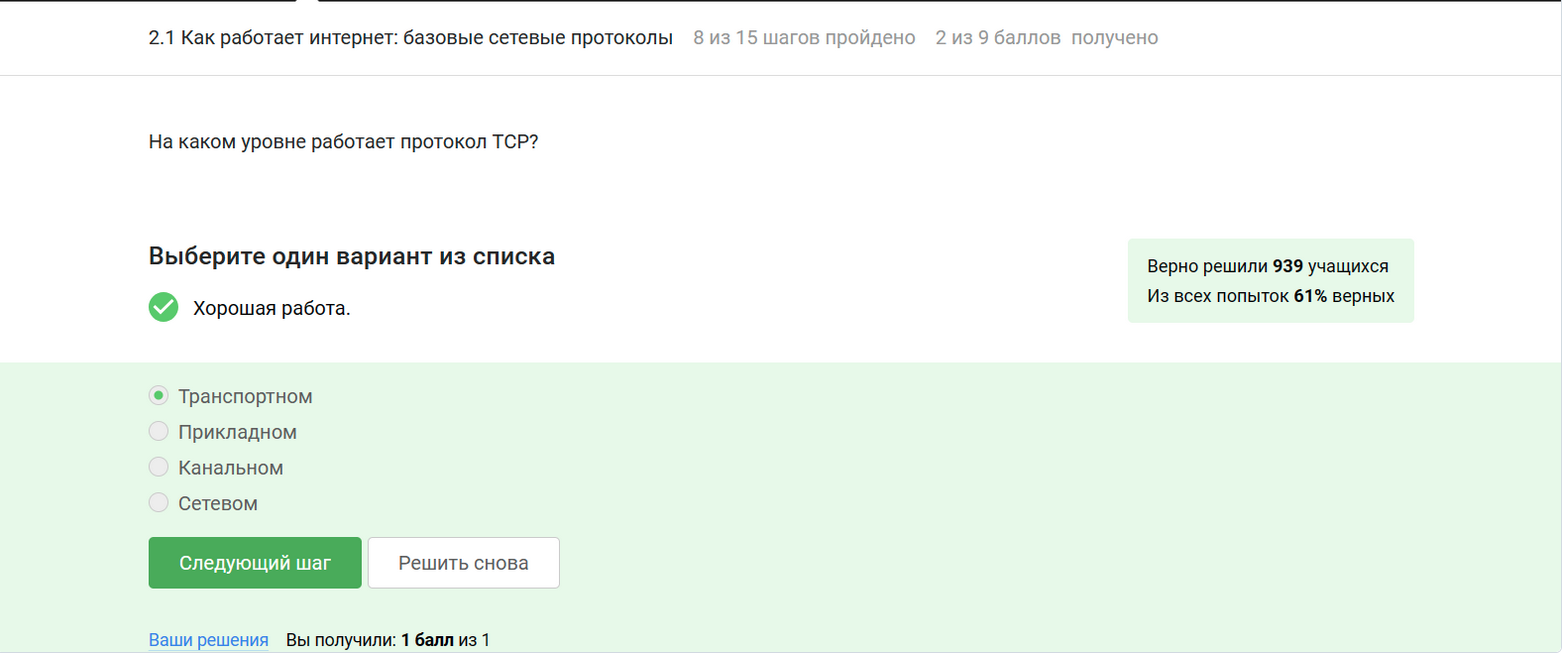 2.1 Как работает интернет: базовые сетевые протоколы 8 из 15 шагов пройдено 2 из 9 баллов получено
На каком уровне работает протокол TCP?
Выберите один вариант из списка
Хорошая работа.
Верно решили 939 учащихся
Из всех попыток 61% верных
Транспортном
Прикладном
Канальном
Сетевом
Следующий шаг Решить снова
Ваши решения Вы получили: 1 балл из 1